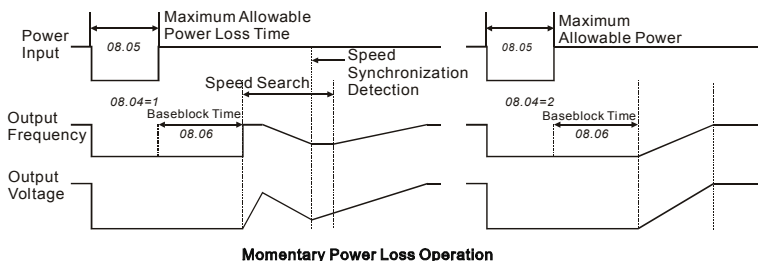 Maximum Allowable
Power Loss Time
Power
Input
08.05
Speed
Synchronization
Detection
Speed Search
Maximum
Allowable Power
08.05
Output
Frequency
08.04=1
Baseblock Time
08.06
08.04=2
Baseblock Time
08.06
Output
Voltage
Momentary Power Loss Operation